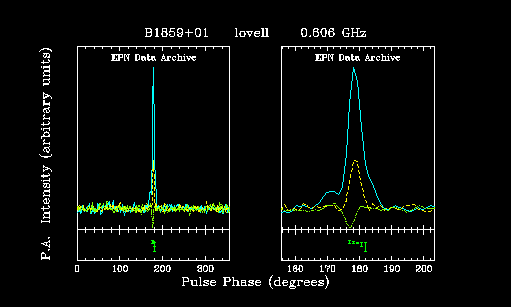 B1859+01 lovell 0.606 GHz
EPN Data Archive EPN Data Archive
P.A. Intensity (arbitrary units)
0 100 200 300 160 170 180 190 200
Pulse Phase (degrees)